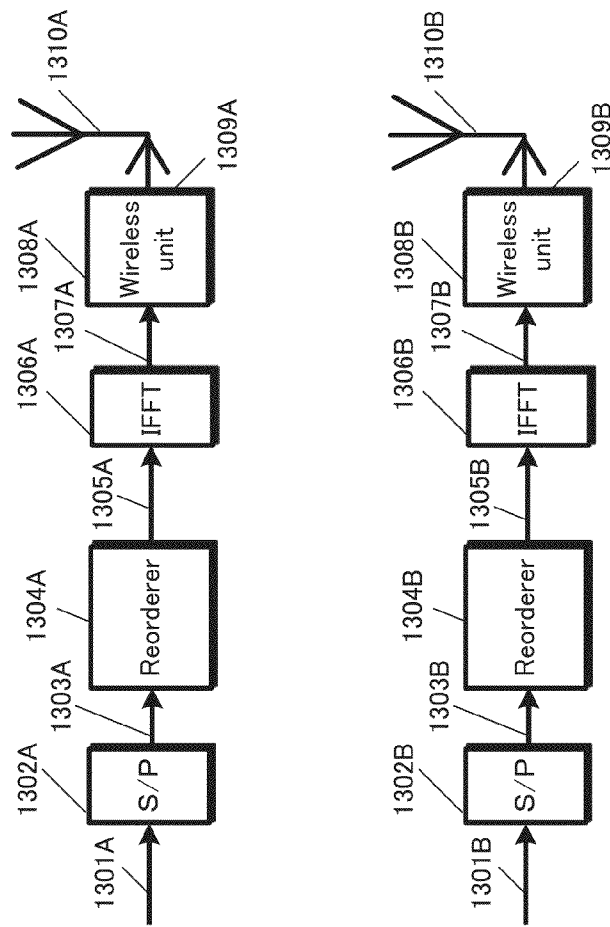 1301A
1302A
S/P
1303A
1304A
Reorderer
1305A
1306A
IFFT
1307A
1308A
Wireless
unit
1309A
1310A
1301B
1302B
S/P
1303B
1304B
Reorderer
1305B
1306B
IFFT
1307B
1308B
Wireless
unit
1309B
1310B